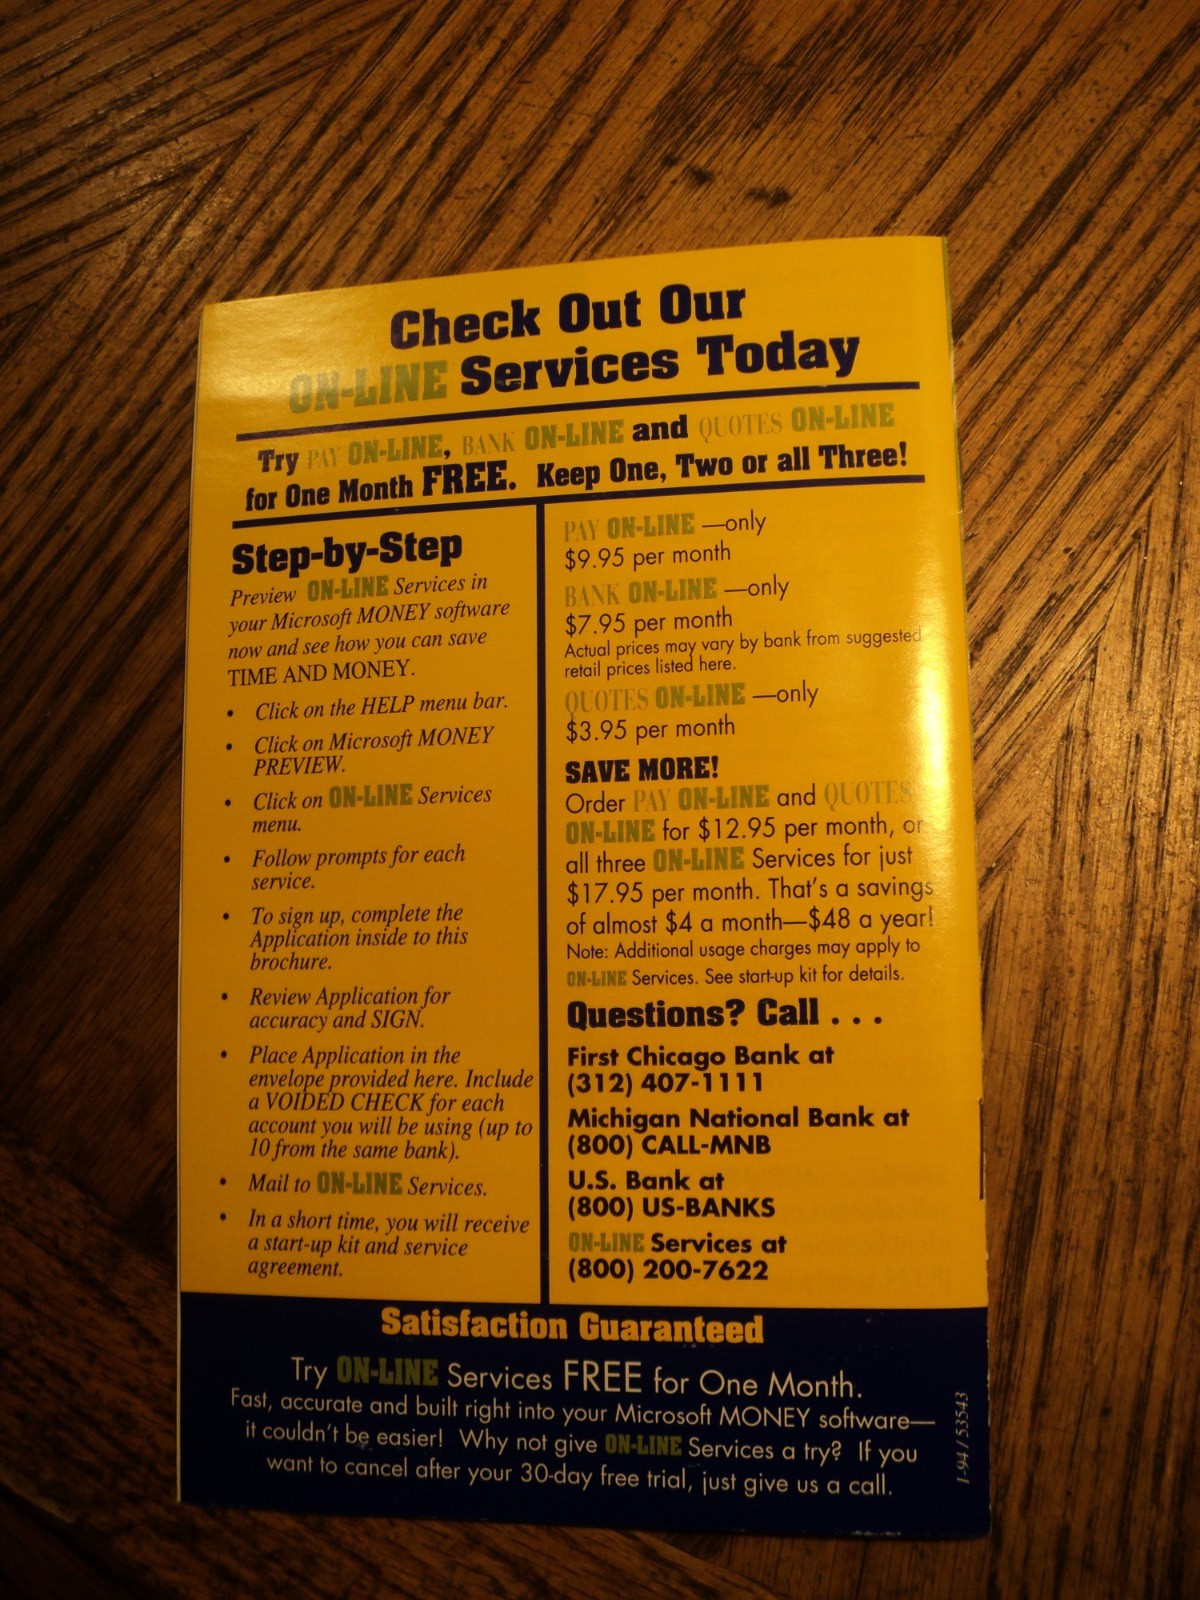 Check Out Our
ON-LINE Services Today
Try PAY ON-LINE, BANK ON-LINE and QUOTES ON-LINE
for One Month FREE. Keep One, Two or all Three!
Step-by-Step
Preview ON-LINE Services in
your Microsoft MONEY software
now and see how you can save
TIME AND MONEY.
• Click on the HELP menu bar.
• Click on Microsoft MONEY
PREVIEW.
• Click on ON-LINE Services
menu.
• Follow prompts for each
service.
• To sign up, complete the
Application inside to this
brochure.
• Review Application for
accuracy and SIGN.
• Place Application in the
envelope provided here. Include
a VOIDED CHECK for each
account you will be using (up to
10 from the same bank).
• Mail to ON-LINE Services.
• In a short time, you will receive
a start-up kit and service
agreement.
PAY ON-LINE —only
$9.95 per month
BANK ON-LINE —only
$7.95 per month
Actual prices may vary by bank from suggested
retail prices listed here.
QUOTES ON-LINE —only
$3.95 per month
SAVE MORE!
Order PAY ON-LINE and QUOTES
ON-LINE for $12.95 per month, or
all three ON-LINE Services for just
$17.95 per month. That's a savings
of almost $4 a month—$48 a year!
Note: Additional usage charges may apply to
ON-LINE Services. See start-up kit for details.
Questions? Call . . .
First Chicago Bank at
(312) 407-1111
Michigan National Bank at
(800) CALL-MNB
U.S. Bank at
(800) US-BANKS
ON-LINE Services at
(800) 200-7622
Satisfaction Guaranteed
Try ON-LINE Services FREE for One Month.
Fast, accurate and built right into your Microsoft MONEY software—
it couldn't be easier! Why not give ON-LINE Services a try? If you
want to cancel after your 30-day free trial, just give us a call.
1-94 / 53543